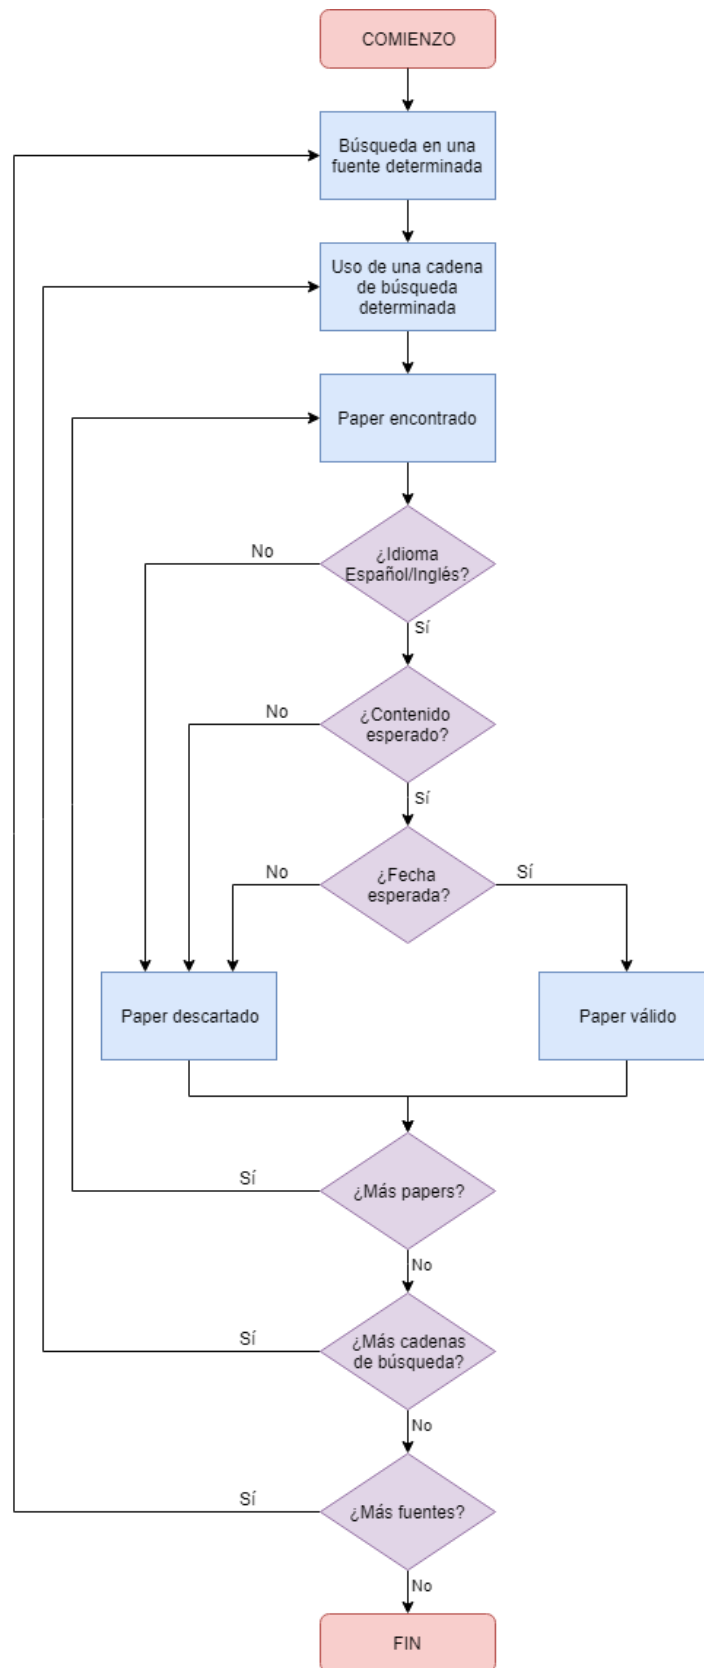 COMIENZO
Búsqueda en una
fuente determinada
Uso de una cadena
de búsqueda
determinada
Paper encontrado
¿Idioma
Español/Inglés?
No
Sí
¿Contenido
esperado?
No
Sí
¿Fecha
esperada?
No
Sí
Paper descartado
Paper válido
¿Más papers?
Sí
No
¿Más cadenas
de búsqueda?
Sí
No
¿Más fuentes?
Sí
No
FIN